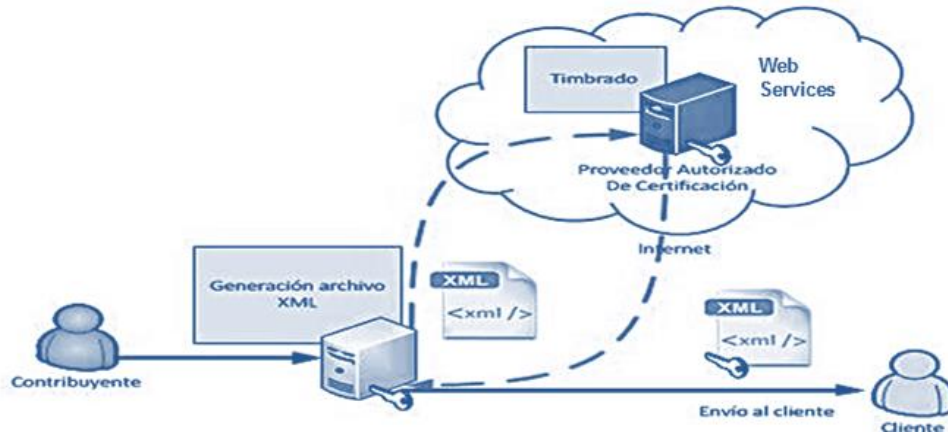 Timbrado
Web
Services
Proveedor Autorizado
De Certificación
Internet
Generación archivo
XML
XML
<xml />
XML
<xml />
Contribuyente
Envío al cliente
Cliente